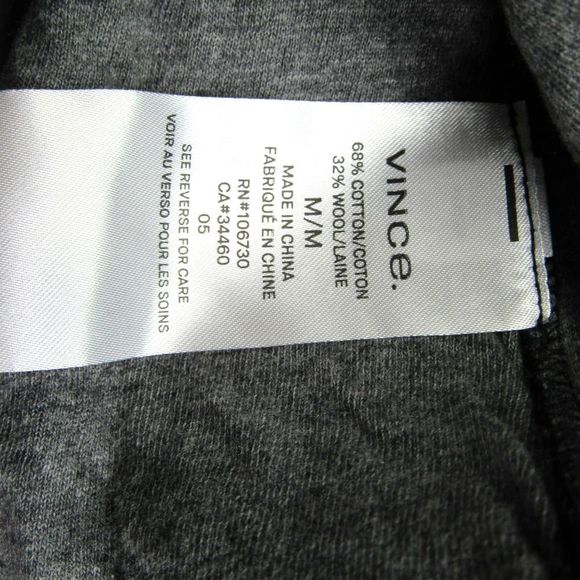 VINCE.
68% COTTON/COTON
32% WOOL/LAINE
M/M
MADE IN CHINA
FABRIQUÉ EN CHINE
RN#106730
CA#34460
05
SEE REVERSE FOR CARE
VOIR AU VERSO POUR LES SOINS